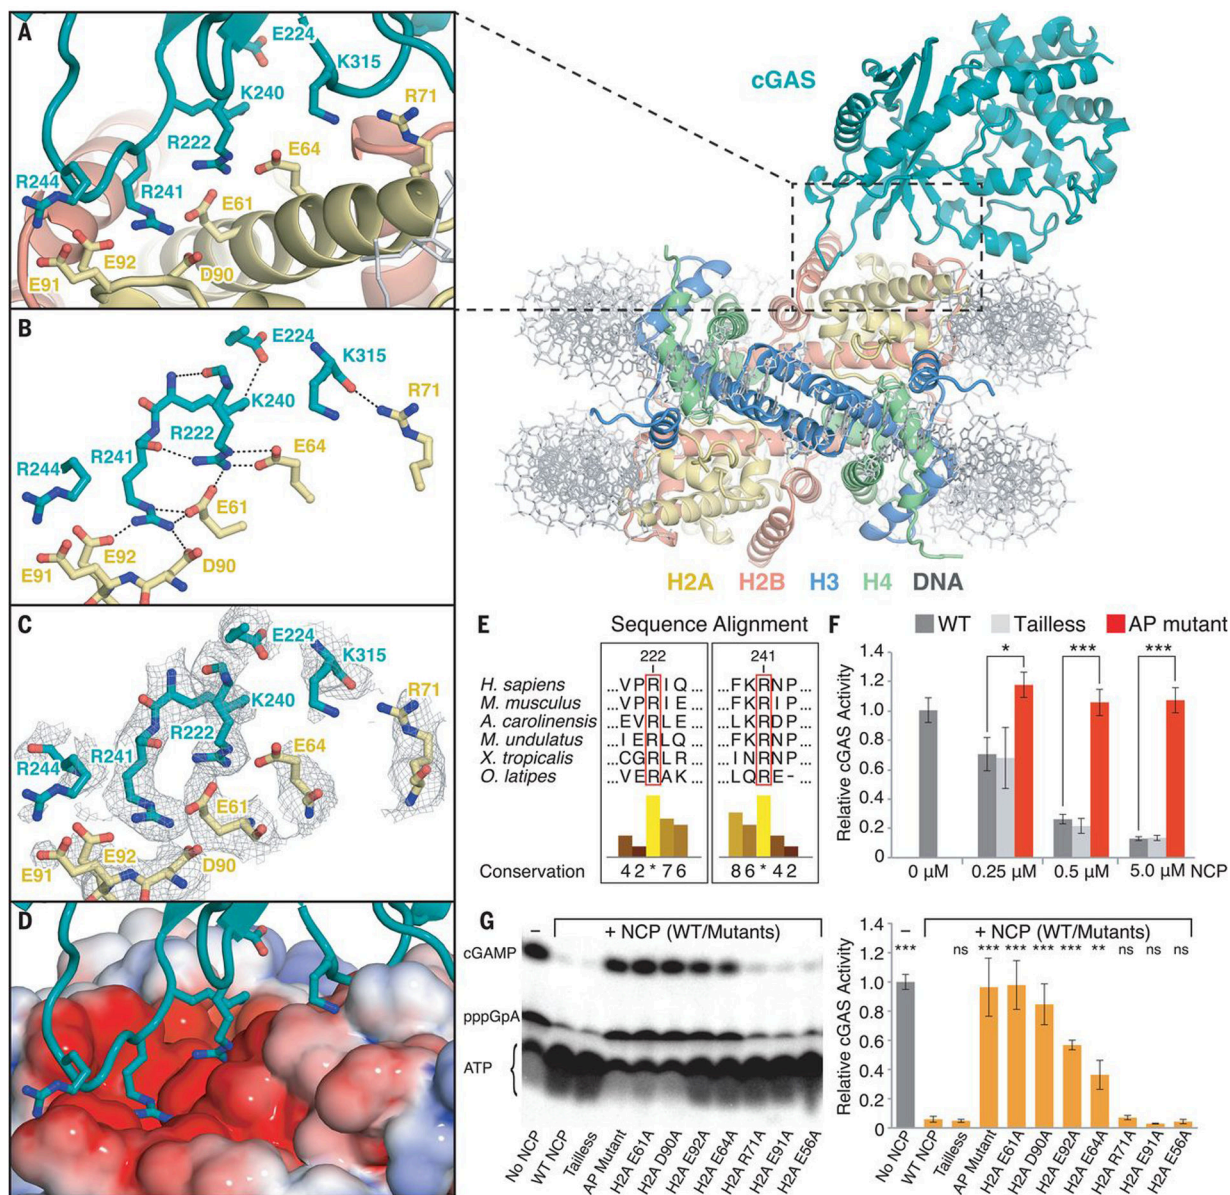 A
E224
K315
K240
R71
R222
E64
R244
R241
E61
E92
E91
D90
cGAS
B
E224
K315
K240
R71
R222
E64
R241
R244
E61
E92
D90
E91
H2A H2B H3 H4 DNA
C
E224
K315
K240
R71
R222
E64
R241
R244
E61
E92
D90
E91
D
E Sequence Alignment
222 241
H. sapiens ...VPRIQ... ...FKRNP...
M. musculus ...VPRIE... ...FKRIP...
A. carolinensis ...EVRLE... ...LKRDP...
M. undulatus ...IERLQ... ...FKRNP...
X. tropicalis ...CGRLR... ...INRNP...
O. latipes ...VERAK... ...LQRE-...
Conservation 42*76 86*42
F WT Tailless AP mutant
Relative cGAS Activity
1.4
1.2
1.0
0.8
0.6
0.4
0.2
0
* *** ***
0 µM 0.25 µM 0.5 µM 5.0 µM NCP
G
– + NCP (WT/Mutants)
cGAMP
pppGpA
ATP
No NCP
WT NCP
Tailless
AP Mutant
H2A E61A
H2A D90A
H2A E92A
H2A E64A
H2A R71A
H2A E91A
H2A E56A
– + NCP (WT/Mutants)
*** ns *** *** *** *** ** ns ns ns
Relative cGAS Activity
1.4
1.2
1.0
0.8
0.6
0.4
0.2
0
No NCP
WT NCP
Tailless
AP Mutant
H2A E61A
H2A D90A
H2A E92A
H2A E64A
H2A R71A
H2A E91A
H2A E56A